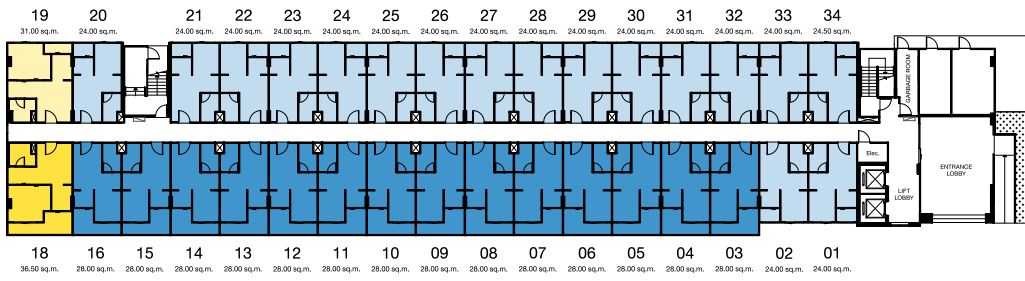 19 20 21 22 23 24 25 26 27 28 29 30 31 32 33 34
31.00 sq.m. 24.00 sq.m. 24.00 sq.m. 24.00 sq.m. 24.00 sq.m. 24.00 sq.m. 24.00 sq.m. 24.00 sq.m. 24.00 sq.m. 24.00 sq.m. 24.00 sq.m. 24.00 sq.m. 24.00 sq.m. 24.00 sq.m. 24.00 sq.m. 24.50 sq.m.
GARBAGE ROOM
Elec.
ENTRANCE
LOBBY
LIFT
LOBBY
18 16 15 14 13 12 11 10 09 08 07 06 05 04 03 02 01
36.50 sq.m. 28.00 sq.m. 28.00 sq.m. 28.00 sq.m. 28.00 sq.m. 28.00 sq.m. 28.00 sq.m. 28.00 sq.m. 28.00 sq.m. 28.00 sq.m. 28.00 sq.m. 28.00 sq.m. 28.00 sq.m. 28.00 sq.m. 28.00 sq.m. 24.00 sq.m. 24.00 sq.m.